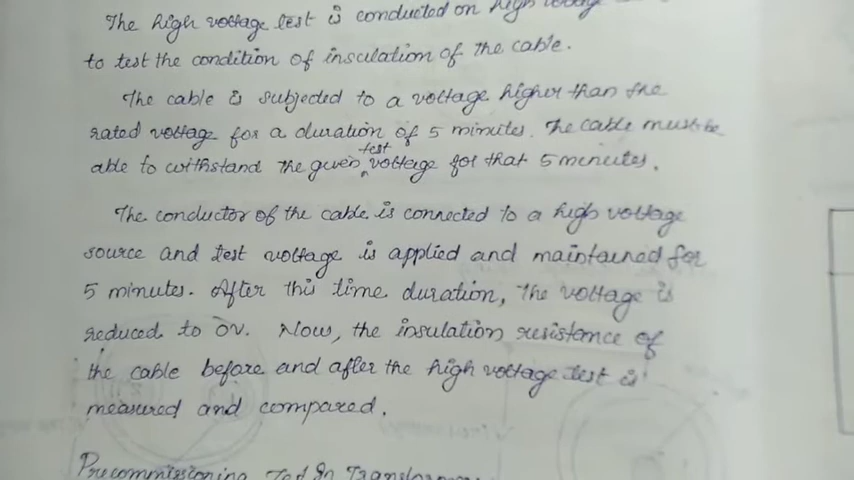 The high voltage test is conducted on high
to test the condition of insulation of the cable.
The cable is subjected to a voltage higher than the
rated voltage for a duration of 5 minutes. The cable must be
able to withstand the given test voltage for that 5 minutes.
The conductor of the cable is connected to a high voltage
source and test voltage is applied and maintained for
5 minutes. After this time duration, the voltage is
reduced to 0V. Now, the insulation resistence of
the cable before and after the high voltage test is
measured and compared.
Precommissioning Test In